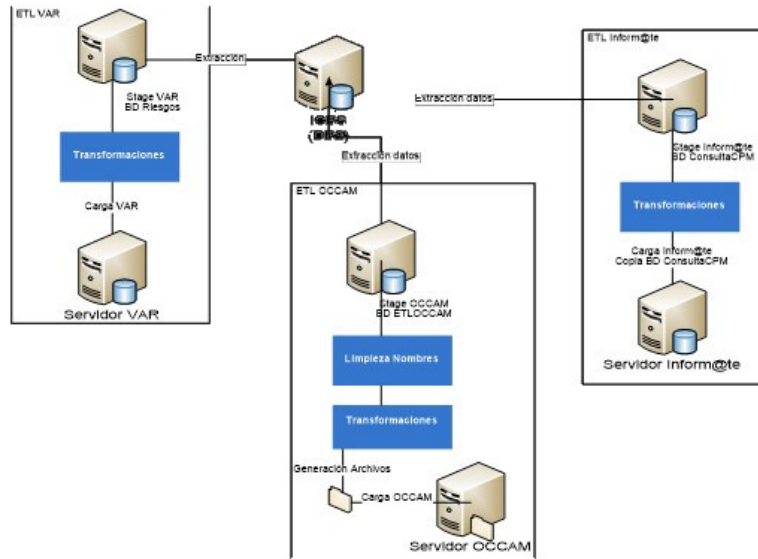 ETL VAR
Extracción
Stage VAR
BD Riesgos
Transformaciones
Carga VAR
Servidor VAR
Extracción datos
ETL OCCAM
Stage OCCAM
BD ETLOCCAM
Limpieza Nombres
Transformaciones
Generación Archivos
Carga OCCAM
Servidor OCCAM
ETL Inform@te
Extracción datos
Stage Inform@te
BD ConsultaCPM
Transformaciones
Carga Inform@te
Copia BD ConsultaCPM
Servidor Inform@te